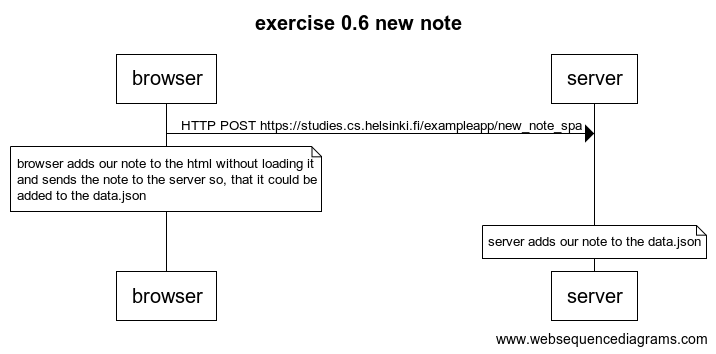 exercise 0.6 new note
browser
server
HTTP POST https://studies.cs.helsinki.fi/exampleapp/new_note_spa
browser adds our note to the html without loading it
and sends the note to the server so, that it could be
added to the data.json
server adds our note to the data.json
browser
server
www.websequencediagrams.com